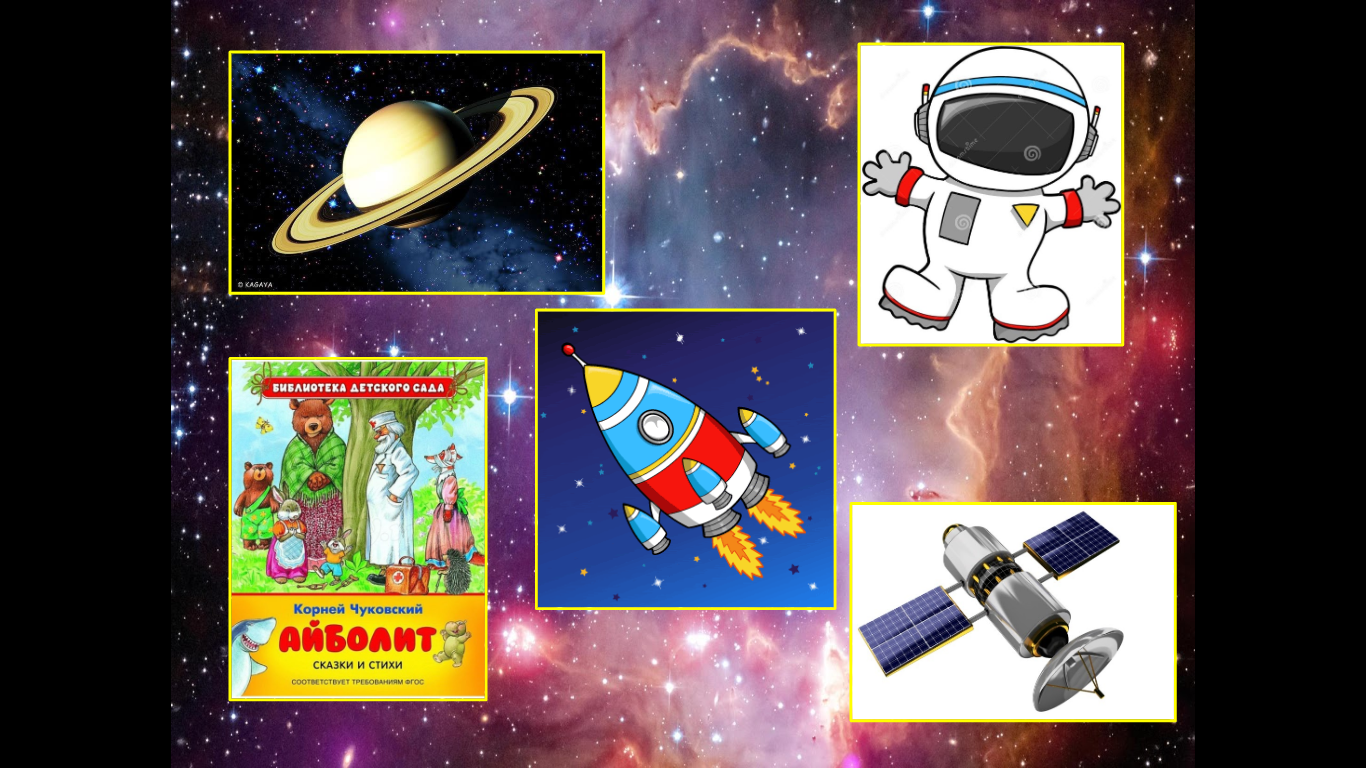 © KAGAYA
БИБЛИОТЕКА ДЕТСКОГО САДА
Корней Чуковский
АЙБОЛИТ
СКАЗКИ И СТИХИ
СООТВЕТСТВУЕТ ТРЕБОВАНИЯМ ФГОС